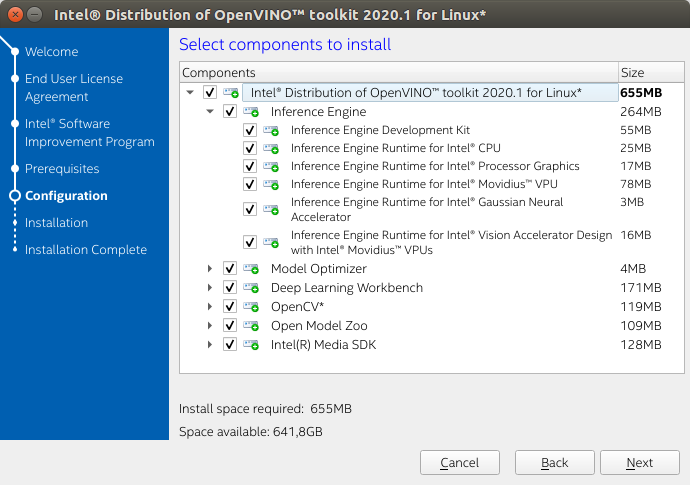 Intel® Distribution of OpenVINO™ toolkit 2020.1 for Linux*
Welcome
End User License
Agreement
Intel® Software
Improvement Program
Prerequisites
Configuration
Installation
Installation Complete
Select components to install
Components Size
Intel® Distribution of OpenVINO™ toolkit 2020.1 for Linux* 655MB
Inference Engine 264MB
Inference Engine Development Kit 55MB
Inference Engine Runtime for Intel® CPU 25MB
Inference Engine Runtime for Intel® Processor Graphics 17MB
Inference Engine Runtime for Intel® Movidius™ VPU 78MB
Inference Engine Runtime for Intel® Gaussian Neural 3MB
Accelerator
Inference Engine Runtime for Intel® Vision Accelerator Design 16MB
with Intel® Movidius™ VPUs
Model Optimizer 4MB
Deep Learning Workbench 171MB
OpenCV* 119MB
Open Model Zoo 109MB
Intel(R) Media SDK 128MB
Install space required: 655MB
Space available: 641,8GB
Cancel Back Next